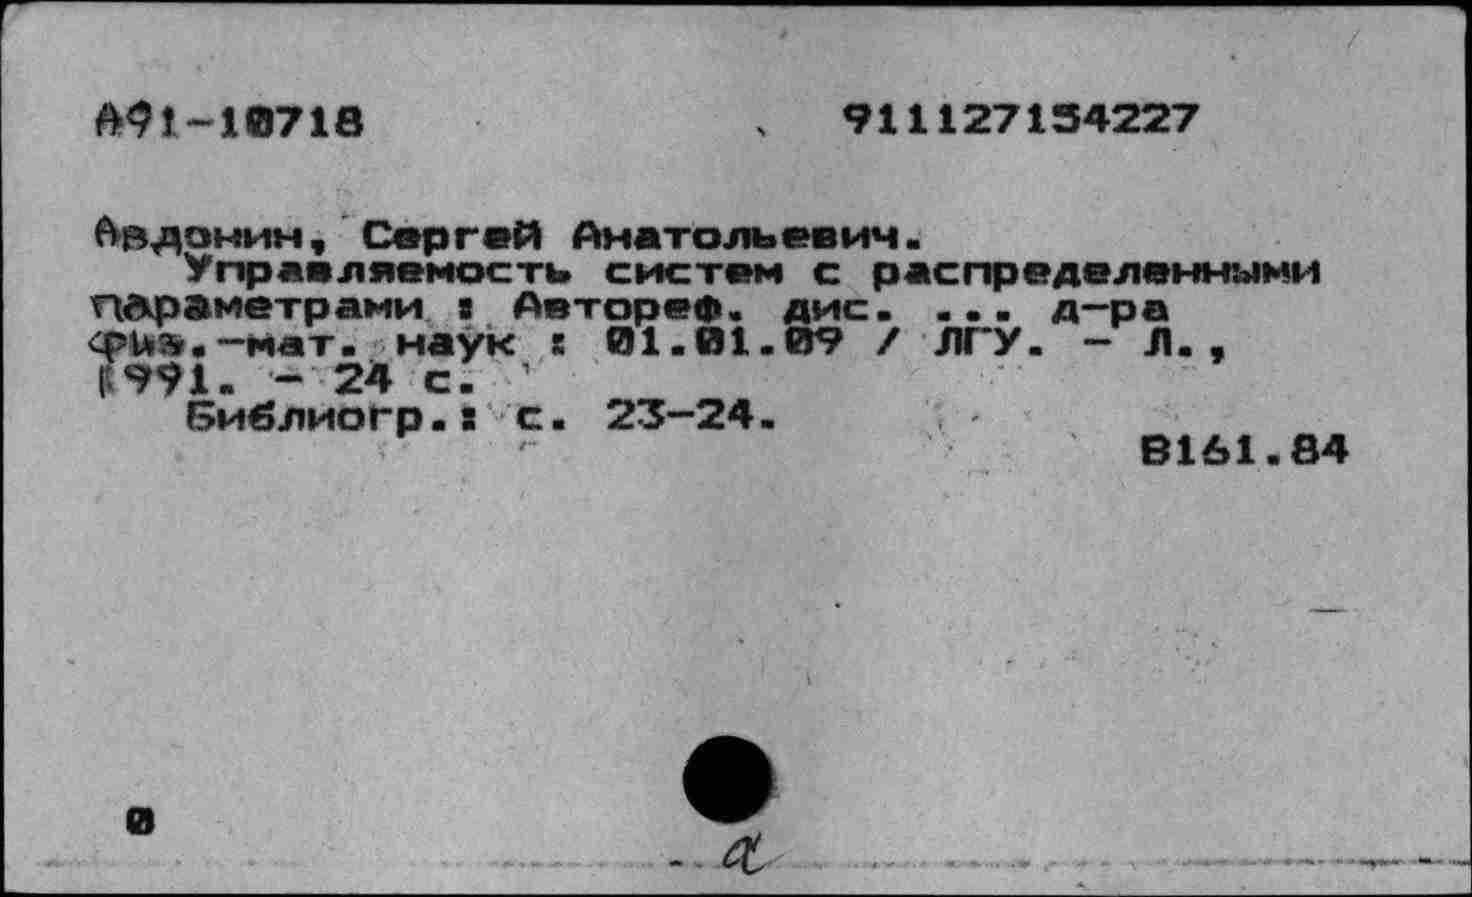 А91-10718 911127154227
Авдонин, Сергей Анатольевич.
Управляемость систем с распределенными
параметрами : Автореф. дис. ... д-ра
физ.-мат. наук : 01.01.09 / ЛГУ. - Л.,
1991. - 24 с.
Библиогр.: с. 23-24.
В161.84
0